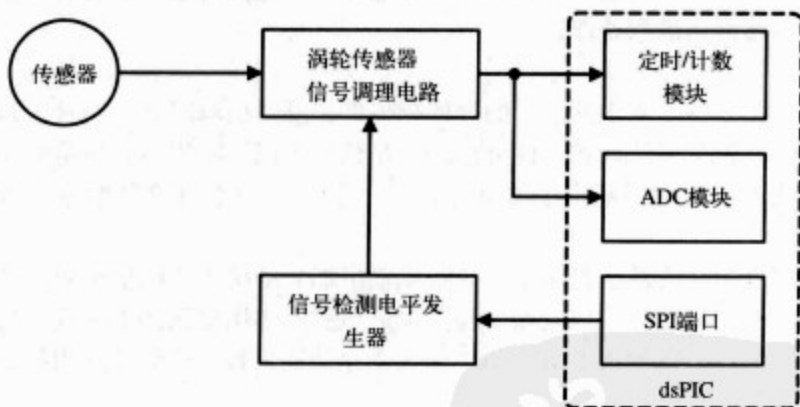 传感器
涡轮传感器
信号调理电路
定时/计数
模块
ADC模块
信号检测电平发
生器
SPI端口
dsPIC